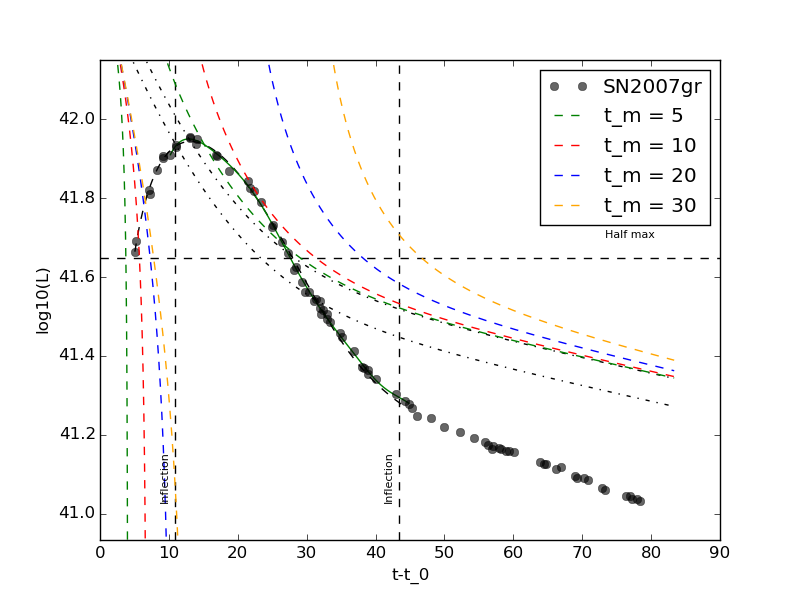 SN2007gr
t_m = 5
t_m = 10
t_m = 20
t_m = 30
Half max
Inflection
Inflection
log10(L)
42.0
41.8
41.6
41.4
41.2
41.0
0 10 20 30 40 50 60 70 80 90
t-t_0